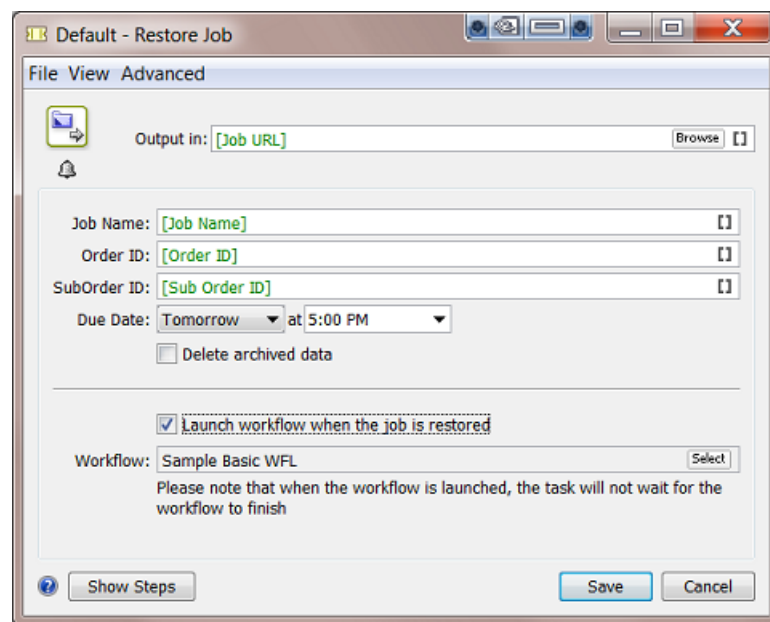 Default - Restore Job
File View Advanced
Output in: [Job URL] Browse []
Job Name: [Job Name] []
Order ID: [Order ID] []
SubOrder ID: [Sub Order ID] []
Due Date: Tomorrow at 5:00 PM
Delete archived data
Launch workflow when the job is restored
Workflow: Sample Basic WFL Select
Please note that when the workflow is launched, the task will not wait for the
workflow to finish
? Show Steps Save Cancel